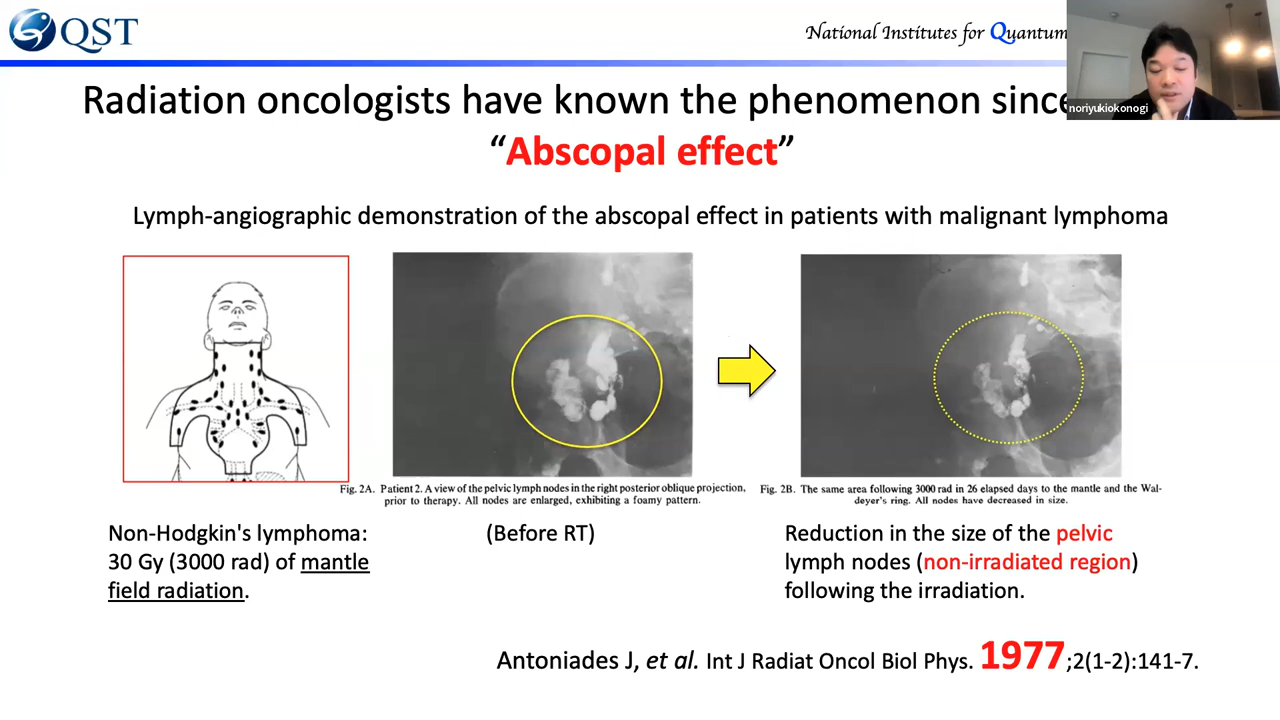 QST
National Institutes for Quantum
noriyukiokonogi
Radiation oncologists have known the phenomenon since
“Abscopal effect”
Lymph-angiographic demonstration of the abscopal effect in patients with malignant lymphoma
Fig. 2A. Patient 2. A view of the pelvic lymph nodes in the right posterior oblique projection,
prior to therapy. All nodes are enlarged, exhibiting a foamy pattern.
Fig. 2B. The same area following 3000 rad in 26 elapsed days to the mantle and the Wal-
deyer's ring. All nodes have decreased in size.
Non-Hodgkin's lymphoma:
30 Gy (3000 rad) of mantle
field radiation.
(Before RT)
Reduction in the size of the pelvic
lymph nodes (non-irradiated region)
following the irradiation.
Antoniades J, et al. Int J Radiat Oncol Biol Phys. 1977;2(1-2):141-7.